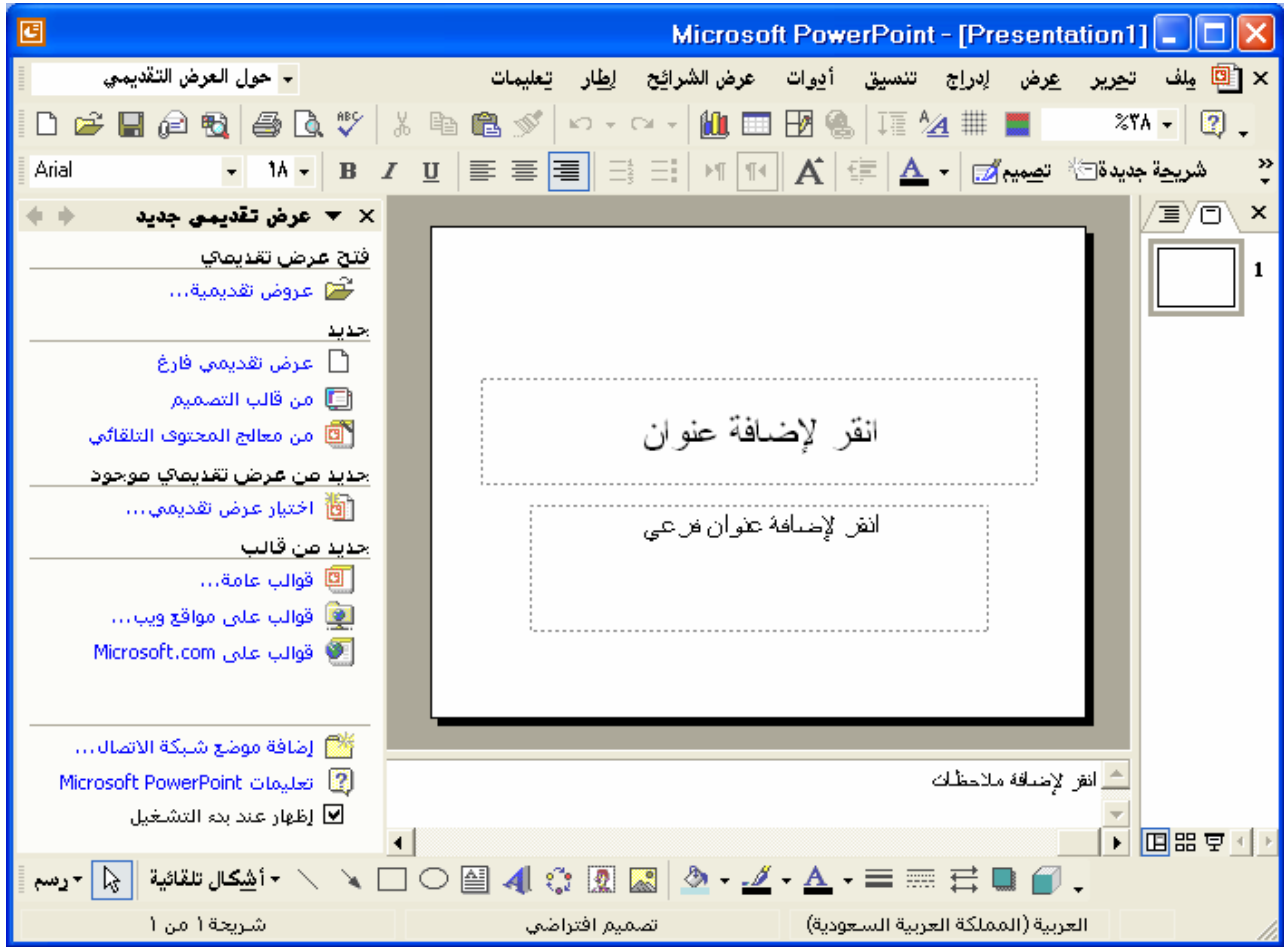 Microsoft PowerPoint - [Presentation1]
ملف تحرير عرض إدراج تنسيق أدوات عرض الشرائح إطار تعليمات حول العرض التقديمي
ABC ٣٨%
Arial ١٨ B I U A A تصميم شريحة جديدة
عرض تقديمي جديد
فتح عرض تقديمي
عروض تقديمية...
جديد
عرض تقديمي فارغ
من قالب التصميم
من معالج المحتوى التلقائي
جديد من عرض تقديمي موجود
اختيار عرض تقديمي...
جديد من قالب
قوالب عامة...
قوالب على مواقع ويب...
قوالب على Microsoft.com
إضافة موضع شبكة الاتصال...
تعليمات Microsoft PowerPoint
إظهار عند بدء التشغيل
1
انقر لإضافة عنوان
انقر لإضافة عنوان فرعي
انقر لإضافة ملاحظات
رسم أشكال تلقائية A A
شريحة ١ من ١ تصميم افتراضي العربية (المملكة العربية السعودية)